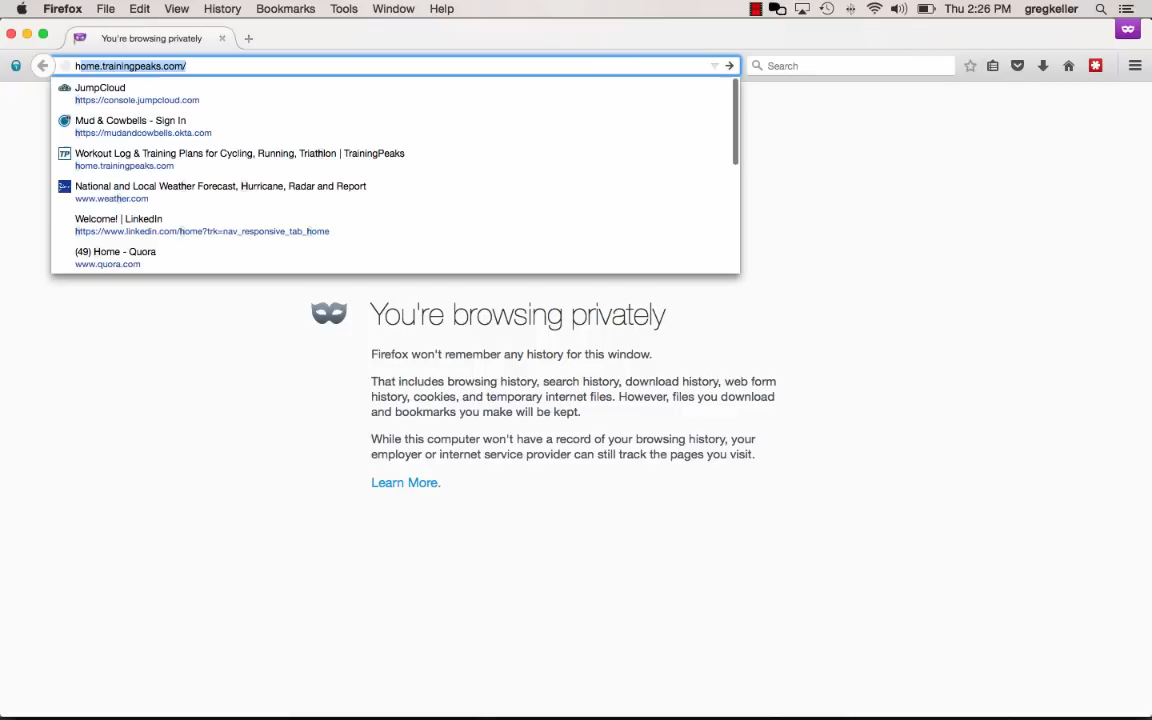 Firefox File Edit View History Bookmarks Tools Window Help Thu 2:26 PM gregkeller
You're browsing privately
home.trainingpeaks.com/ Search
JumpCloud
https://console.jumpcloud.com
Mud & Cowbells - Sign In
https://mudandcowbells.okta.com
TP Workout Log & Training Plans for Cycling, Running, Triathlon | TrainingPeaks
home.trainingpeaks.com
National and Local Weather Forecast, Hurricane, Radar and Report
www.weather.com
Welcome! | LinkedIn
https://www.linkedin.com/home?trk=nav_responsive_tab_home
(49) Home - Quora
www.quora.com
You're browsing privately
Firefox won't remember any history for this window.
That includes browsing history, search history, download history, web form
history, cookies, and temporary internet files. However, files you download
and bookmarks you make will be kept.
While this computer won't have a record of your browsing history, your
employer or internet service provider can still track the pages you visit.
Learn More.